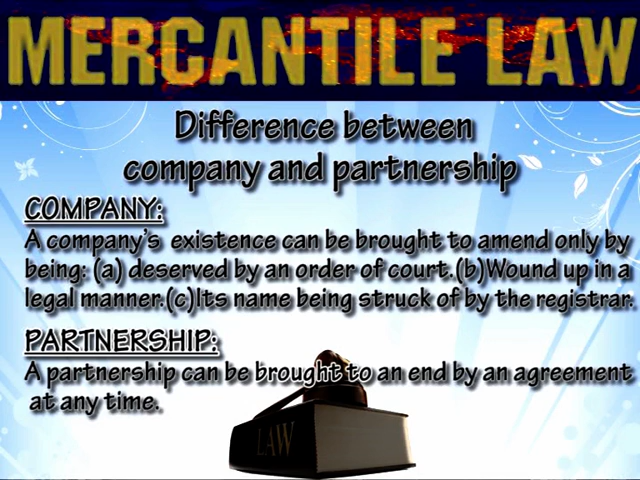 MERCANTILE LAW
Difference between
company and partnership
COMPANY:
A company's existence can be brought to amend only by
being: (a) deserved by an order of court.(b)Wound up in a
legal manner.(c)Its name being struck of by the registrar.
PARTNERSHIP:
A partnership can be brought to an end by an agreement
at any time.
LAW